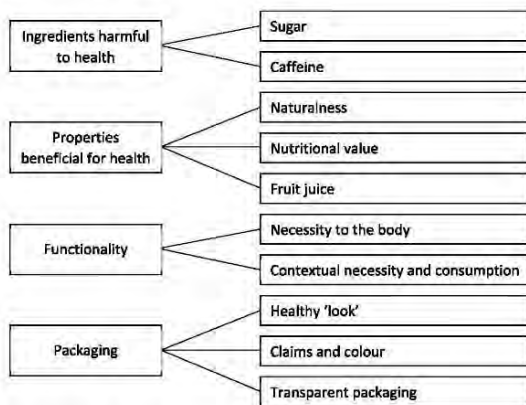 Ingredients harmful
to health
Sugar
Caffeine
Properties
beneficial for health
Naturalness
Nutritional value
Fruit juice
Functionality
Necessity to the body
Contextual necessity and consumption
Packaging
Healthy 'look'
Claims and colour
Transparent packaging